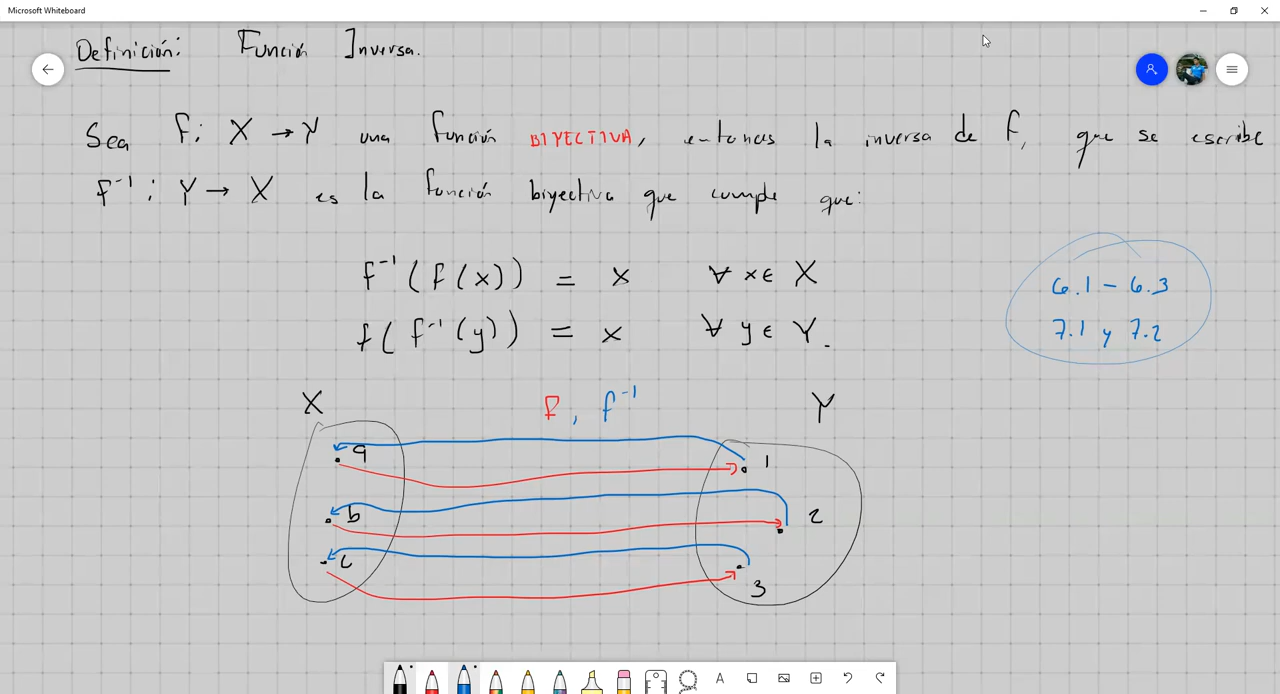 Microsoft Whiteboard
Definición: Función Inversa.
Sea f: X → Y una función BIYECTIVA, entonces la inversa de f, que se escribe
f⁻¹: Y → X es la función biyectiva que cumple que:
f⁻¹(f(x)) = x ∀ x ∈ X
f(f⁻¹(y)) = x ∀ y ∈ Y.
6.1 - 6.3
7.1 y 7.2
X f, f⁻¹ Y
a 1
b 2
c 3
A